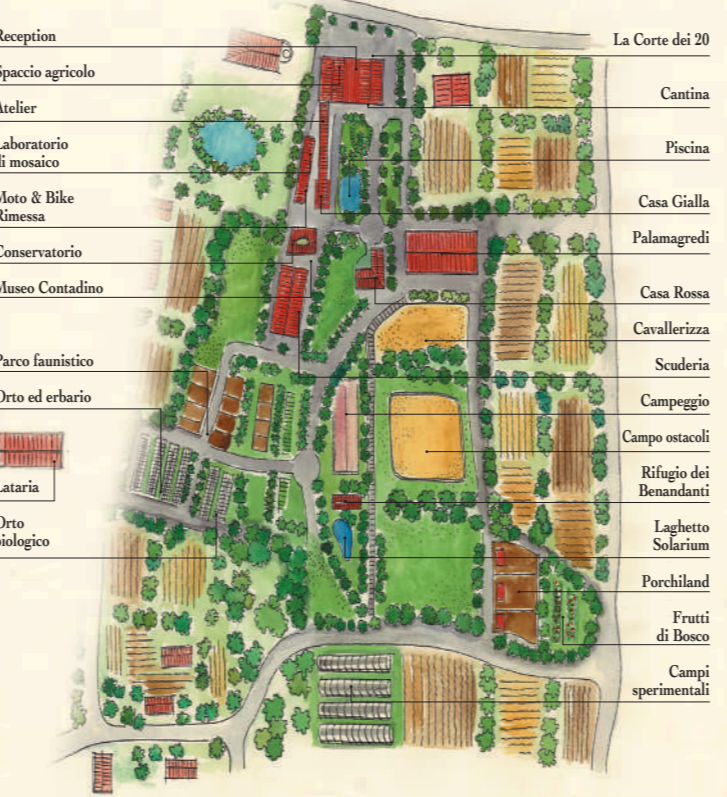 Reception
Spaccio agricolo
Atelier
Laboratorio
di mosaico
Moto & Bike
Rimessa
Conservatorio
Museo Contadino
Parco faunistico
Orto ed erbario
Lataria
Orto
biologico
La Corte dei 20
Cantina
Piscina
Casa Gialla
Palamagredi
Casa Rossa
Cavallerizza
Scuderia
Campeggio
Campo ostacoli
Rifugio dei
Benandanti
Laghetto
Solarium
Porchiland
Frutti
di Bosco
Campi
sperimentali